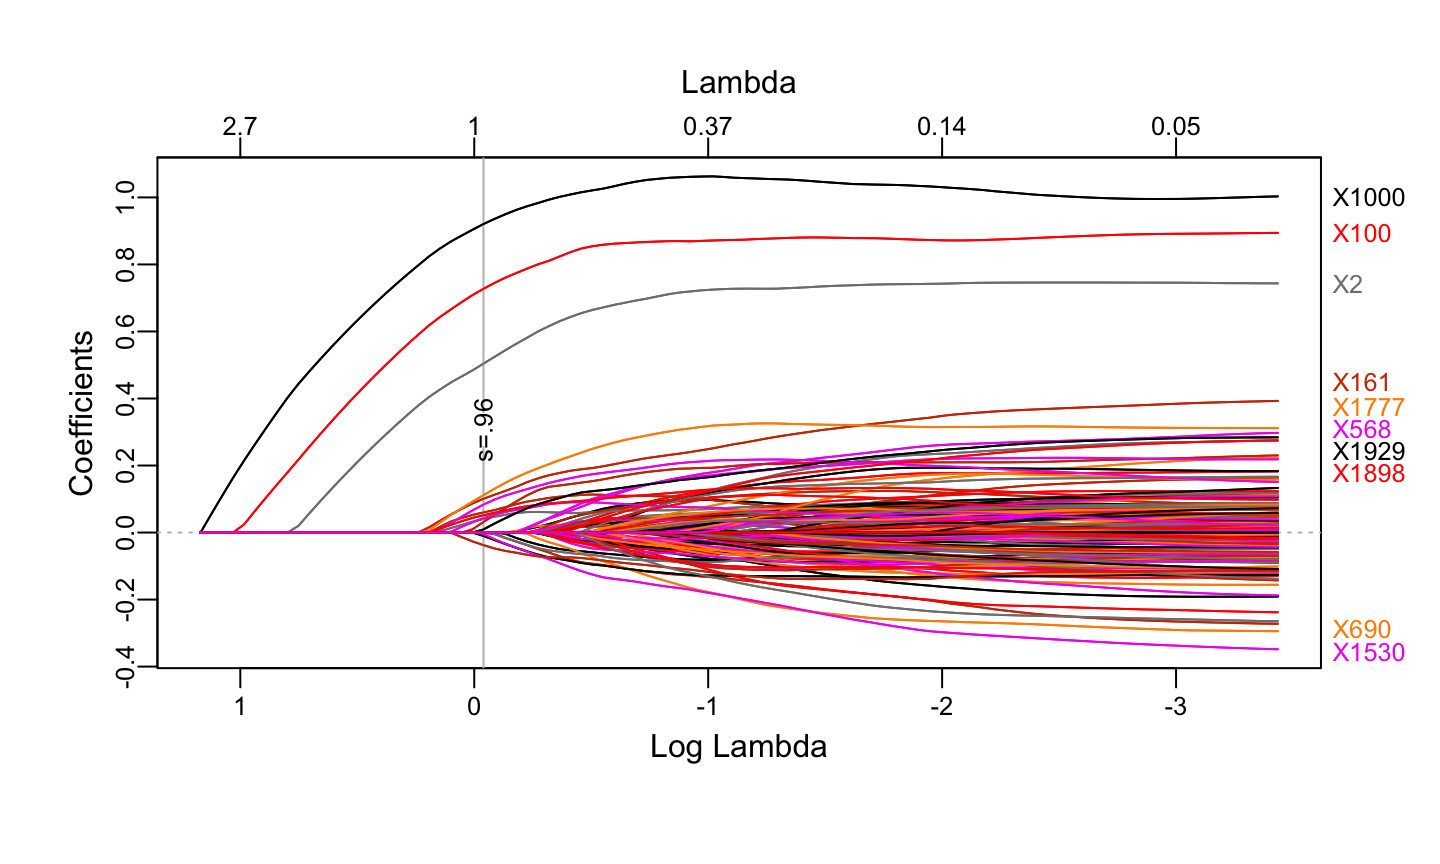 Lambda
2.7 1 0.37 0.14 0.05
Coefficients
1.0
0.8
0.6
0.4
0.2
0.0
-0.2
-0.4
s=.96
X1000
X100
X2
X161
X1777
X568
X1929
X1898
X690
X1530
1 0 -1 -2 -3
Log Lambda